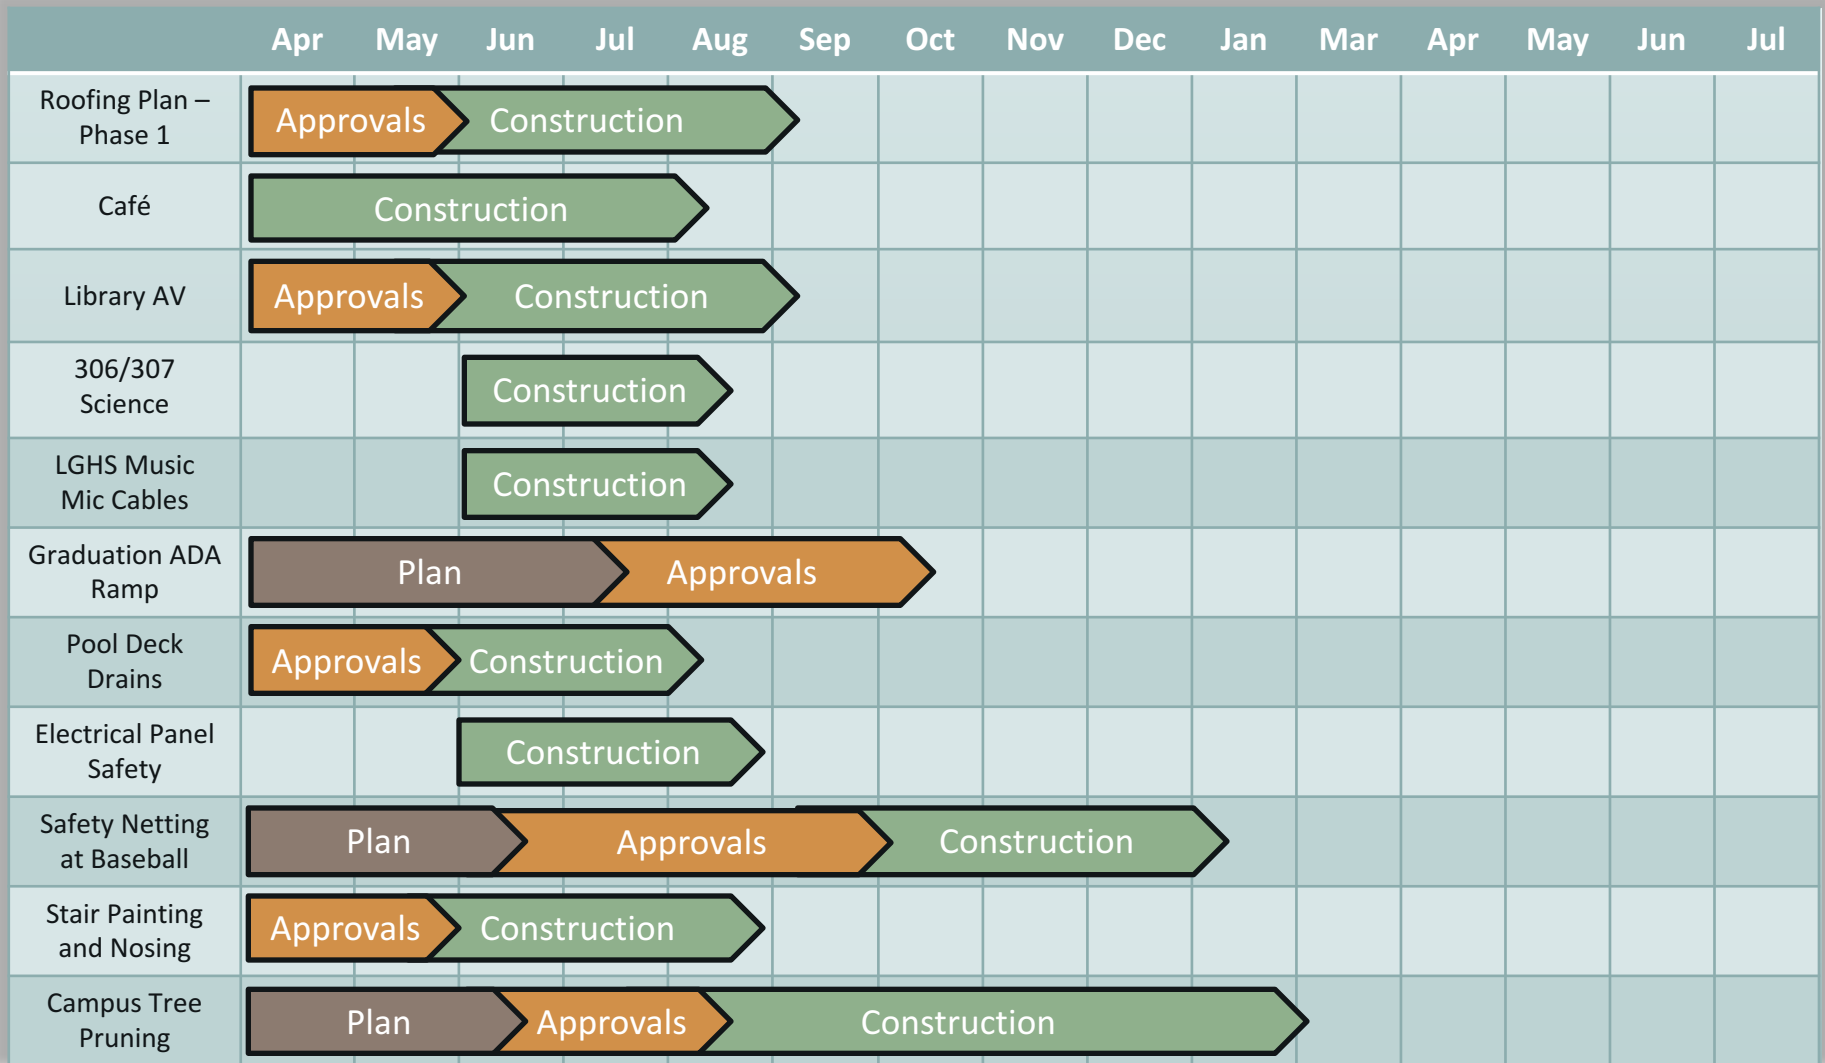 Apr May Jun Jul Aug Sep Oct Nov Dec Jan Mar Apr May Jun Jul
Roofing Plan –
Phase 1
Approvals Construction
Café
Construction
Library AV
Approvals Construction
306/307
Science
Construction
LGHS Music
Mic Cables
Construction
Graduation ADA
Ramp
Plan Approvals
Pool Deck
Drains
Approvals Construction
Electrical Panel
Safety
Construction
Safety Netting
at Baseball
Plan Approvals Construction
Stair Painting
and Nosing
Approvals Construction
Campus Tree
Pruning
Plan Approvals Construction